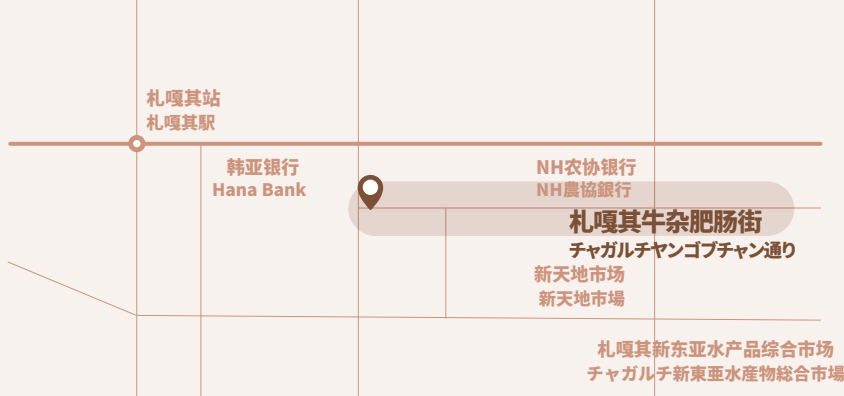 札嘎其站
札嘎其駅
韩亚银行
Hana Bank
NH农协银行
NH農協銀行
札嘎其牛杂肥肠街
チャガルチヤンゴプチャン通り
新天地市场
新天地市場
札嘎其新东亚水产品综合市场
チャガルチ新東亜水産物総合市場